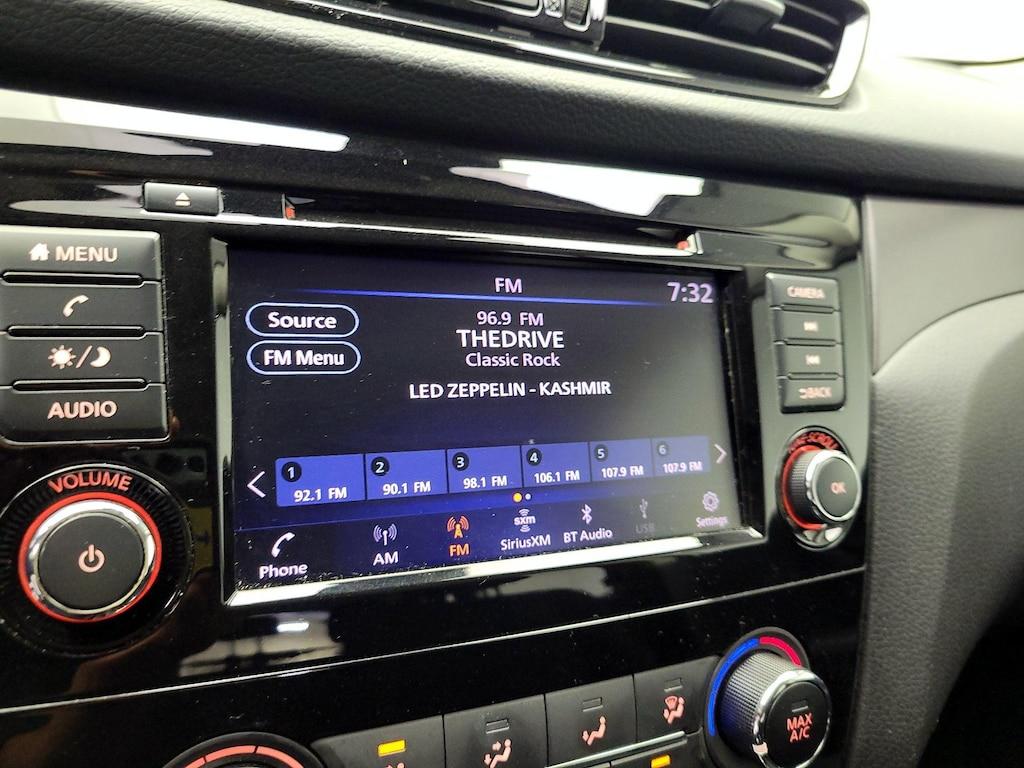 MENU
AUDIO
VOLUME
FM
7:32
Source
FM Menu
96.9 FM
THEDRIVE
Classic Rock
LED ZEPPELIN - KASHMIR
1 92.1 FM
2 90.1 FM
3 98.1 FM
4 106.1 FM
5 107.9 FM
6 107.9 FM
Phone
AM
FM
sxm
SiriusXM
BT Audio
USB
Settings
CAMERA
BACK
OK
MAX
A/C